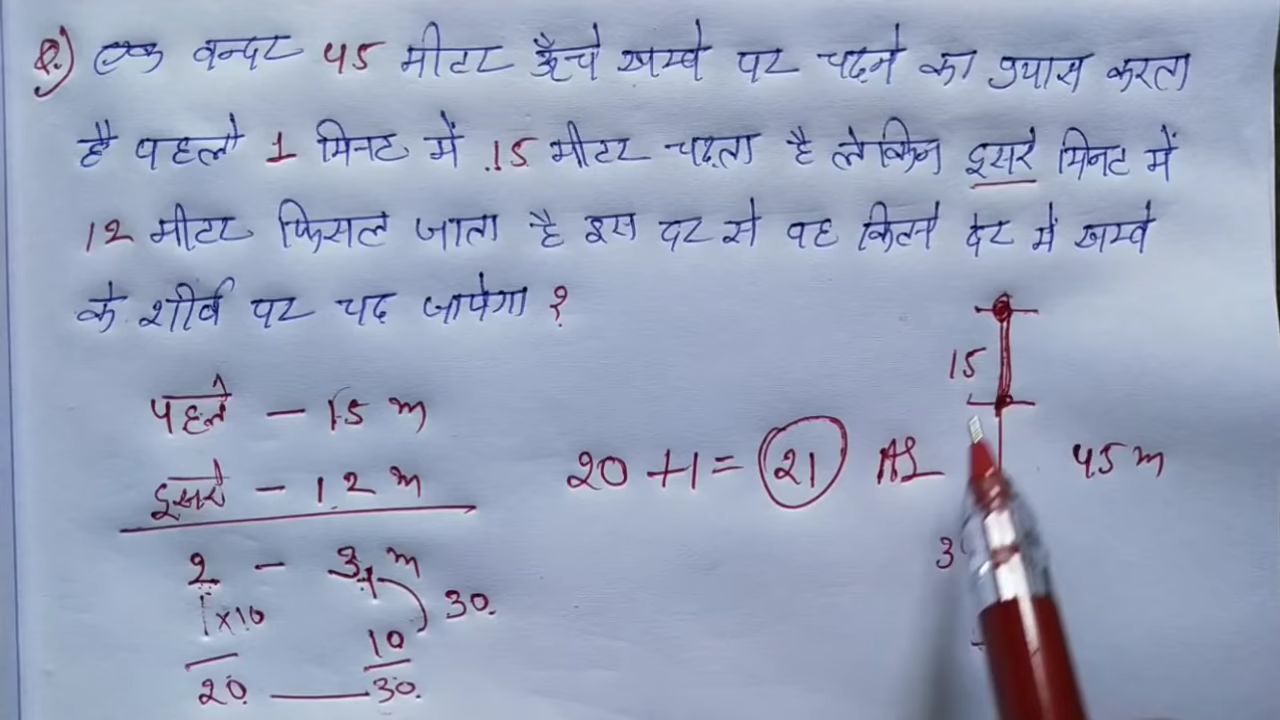 Q.) एक बन्दर 45 मीटर ऊँचे खम्बे पर चढ़ने का प्रयास करता
है पहले 1 मिनट में 15 मीटर चढ़ता है लेकिन दूसरे मिनट में
12 मीटर फिसल जाता है इस दर से वह कितने देर में खम्बे
के शीर्ष पर चढ़ जायेगा ?
पहले – 15 m
दूसरे – 12 m
2 – 3 m
×10
10
30
20 — 30
20 + 1 = 21
15
45 m
3